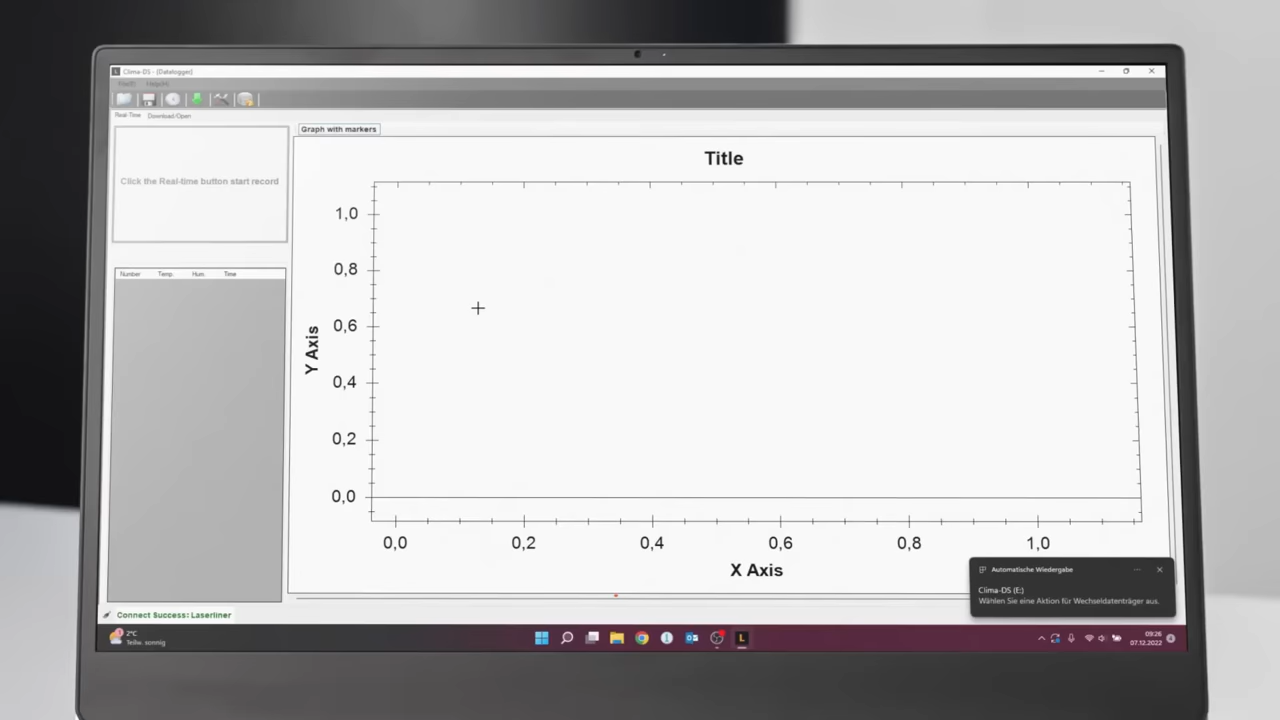 Clima-DS - [Datalogger]
Help(H)
Real-Time Download/Open
Click the Real-time button start record
Number Temp. Hum. Time
Graph with markers
Title
Y Axis
1,0
0,8
0,6
0,4
0,2
0,0
0,0 0,2 0,4 0,6 0,8 1,0
X Axis
Automatische Wiedergabe
Clima-DS (E:)
Wählen Sie eine Aktion für Wechseldatenträger aus.
Connect Success: Laserliner
2°C
Teilw. sonnig
L
09:26
07.12.2022